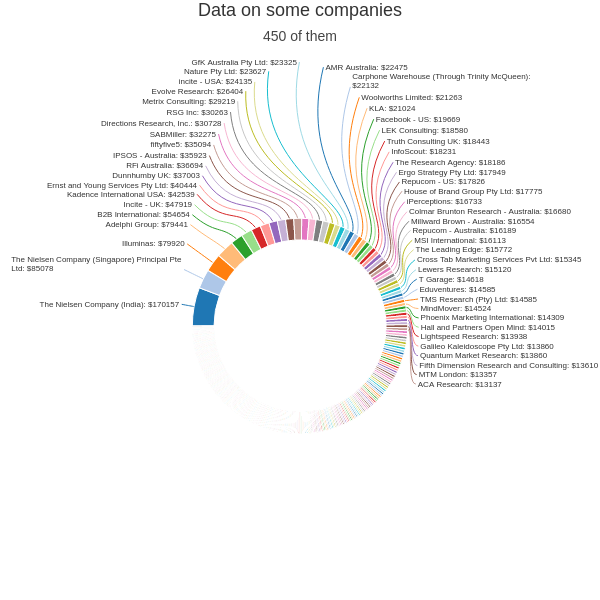 Data on some companies
450 of them
GfK Australia Pty Ltd: $23325
Nature Pty Ltd: $23627
incite - USA: $24135
Evolve Research: $26404
Metrix Consulting: $29219
RSG Inc: $30263
Directions Research, Inc.: $30728
SABMiller: $32275
fiftyfive5: $35094
IPSOS - Australia: $35923
RFI Australia: $36694
Dunnhumby UK: $37003
Ernst and Young Services Pty Ltd: $40444
Kadence International USA: $42539
Incite - UK: $47919
B2B International: $54654
Adelphi Group: $79441
Illuminas: $79920
The Nielsen Company (Singapore) Principal Pte
Ltd: $85078
The Nielsen Company (India): $170157
AMR Australia: $22475
Carphone Warehouse (Through Trinity McQueen):
$22132
Woolworths Limited: $21263
KLA: $21024
Facebook - US: $19669
LEK Consulting: $18580
Truth Consulting UK: $18443
InfoScout: $18231
The Research Agency: $18186
Ergo Strategy Pty Ltd: $17949
Repucom - US: $17826
House of Brand Group Pty Ltd: $17775
iPerceptions: $16733
Colmar Brunton Research - Australia: $16680
Millward Brown - Australia: $16554
Repucom - Australia: $16189
MSI International: $16113
The Leading Edge: $15772
Cross Tab Marketing Services Pvt Ltd: $15345
Lewers Research: $15120
T Garage: $14618
Eduventures: $14585
TMS Research (Pty) Ltd: $14585
MindMover: $14524
Phoenix Marketing International: $14309
Hall and Partners Open Mind: $14015
Lightspeed Research: $13938
Galileo Kaleidoscope Pty Ltd: $13860
Quantum Market Research: $13860
Fifth Dimension Research and Consulting: $13610
MTM London: $13357
ACA Research: $13137